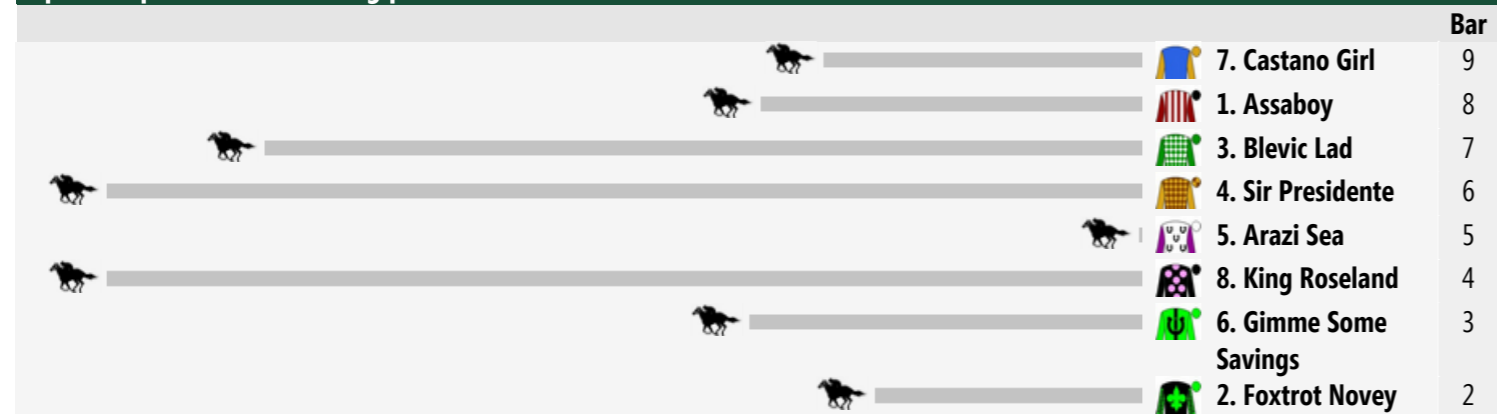 Bar
7. Castano Girl 9
1. Assaboy 8
3. Blevic Lad 7
4. Sir Presidente 6
5. Arazi Sea 5
8. King Roseland 4
6. Gimme Some 3
Savings
2. Foxtrot Novey 2